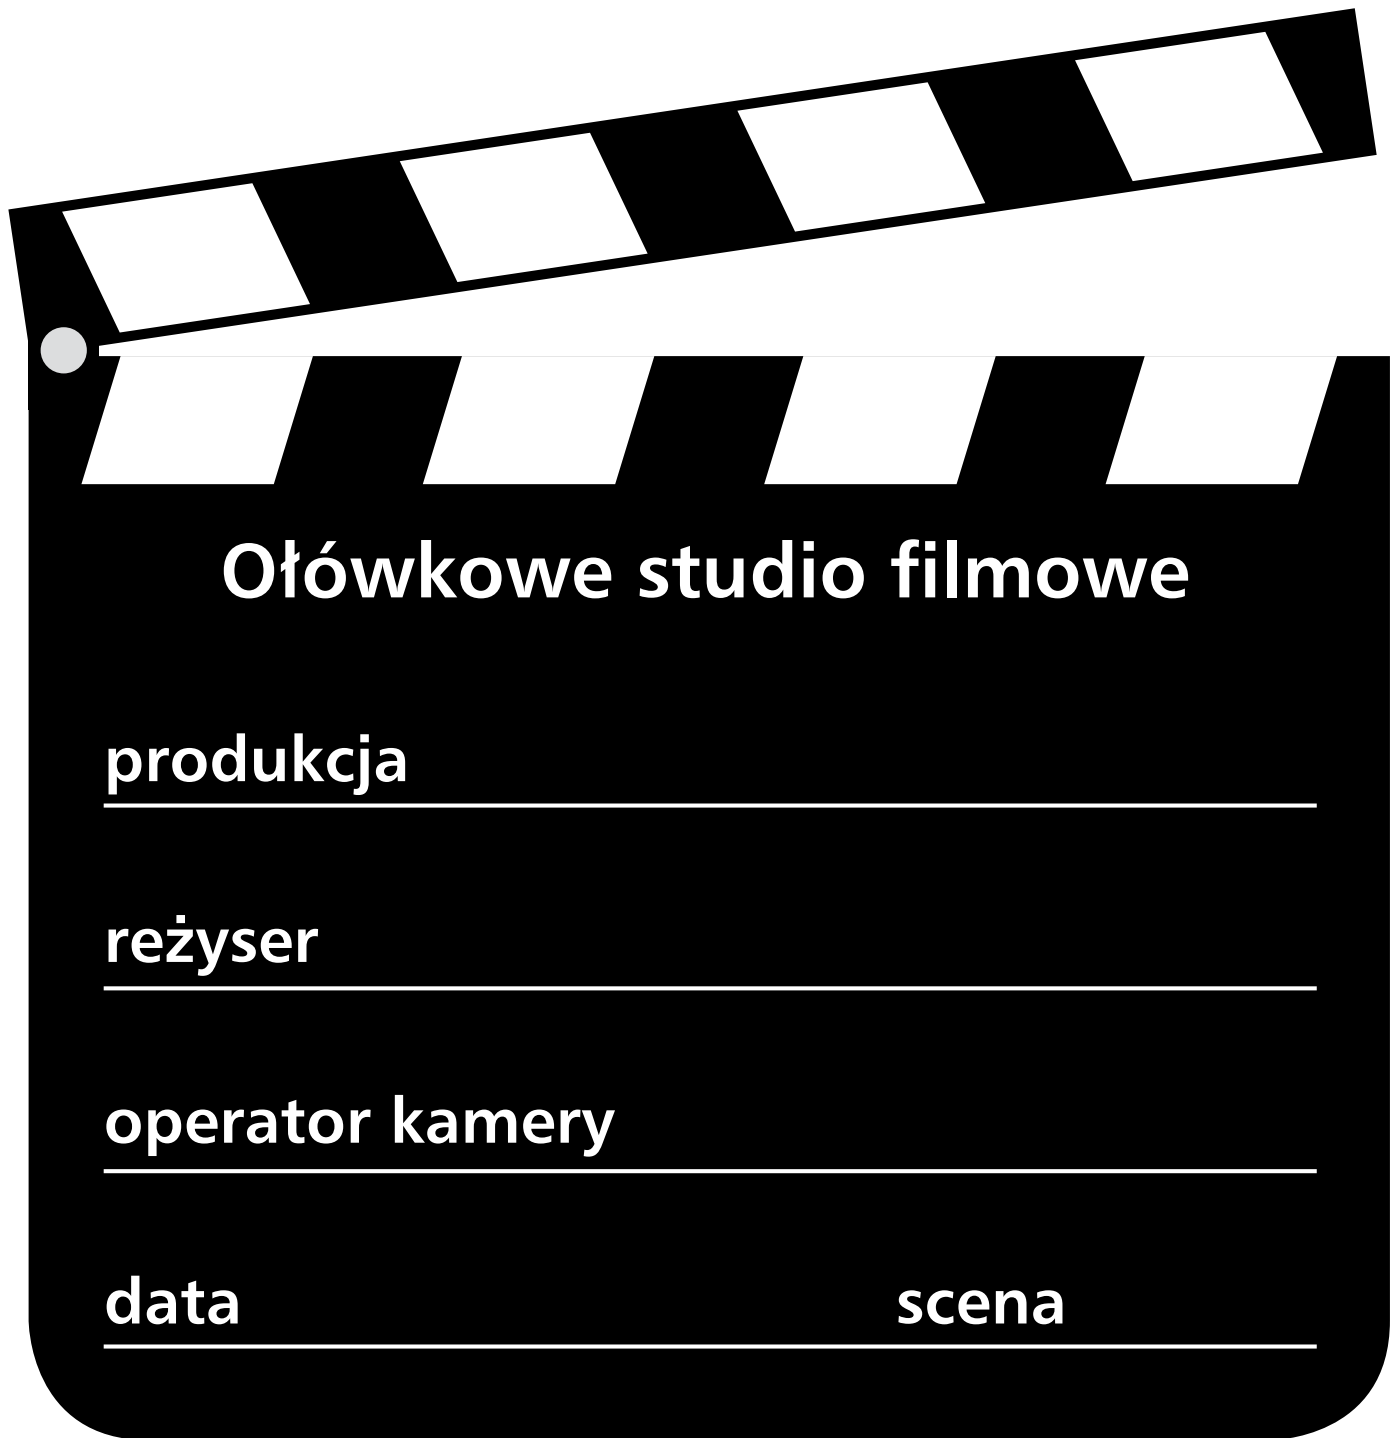 Ołówkowe studio filmowe
produkcja
reżyser
operator kamery
data scena